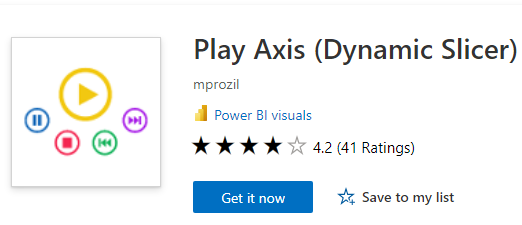 Play Axis (Dynamic Slicer)
mprozil
Power BI visuals
4.2 (41 Ratings)
Get it now
Save to my list